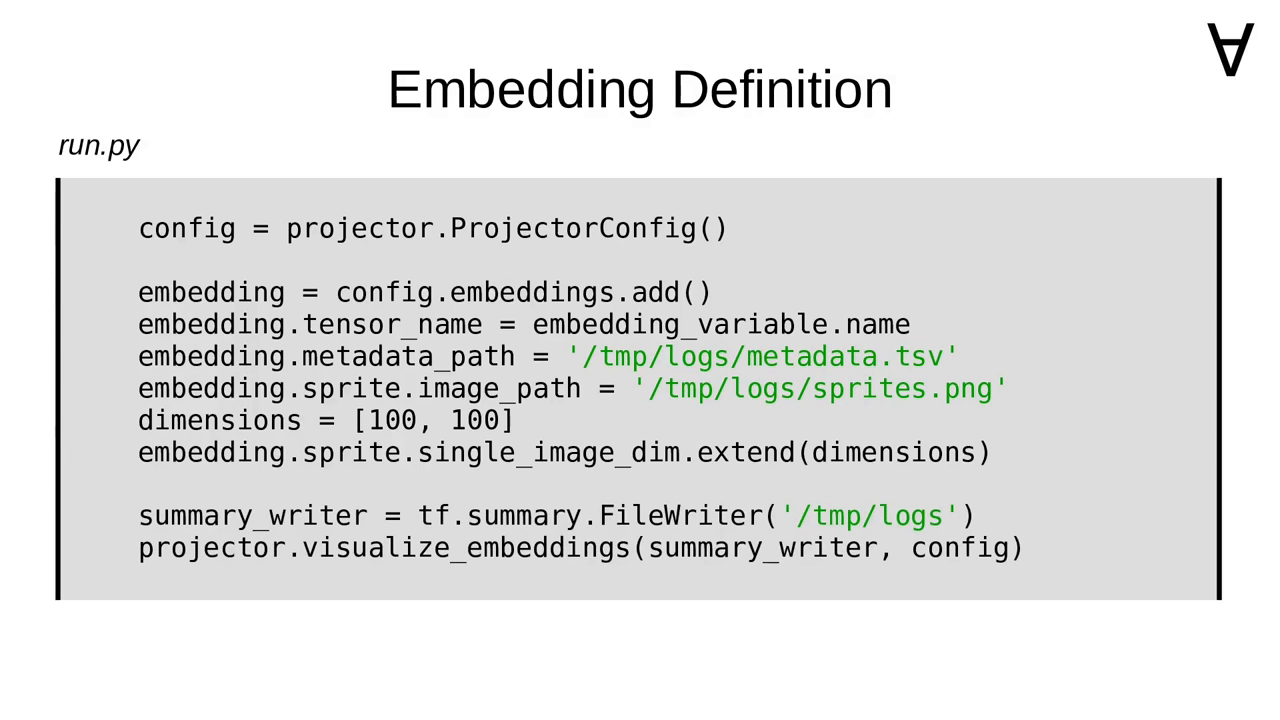 ∀
Embedding Definition
run.py
config = projector.ProjectorConfig()
embedding = config.embeddings.add()
embedding.tensor_name = embedding_variable.name
embedding.metadata_path = '/tmp/logs/metadata.tsv'
embedding.sprite.image_path = '/tmp/logs/sprites.png'
dimensions = [100, 100]
embedding.sprite.single_image_dim.extend(dimensions)
summary_writer = tf.summary.FileWriter('/tmp/logs')
projector.visualize_embeddings(summary_writer, config)